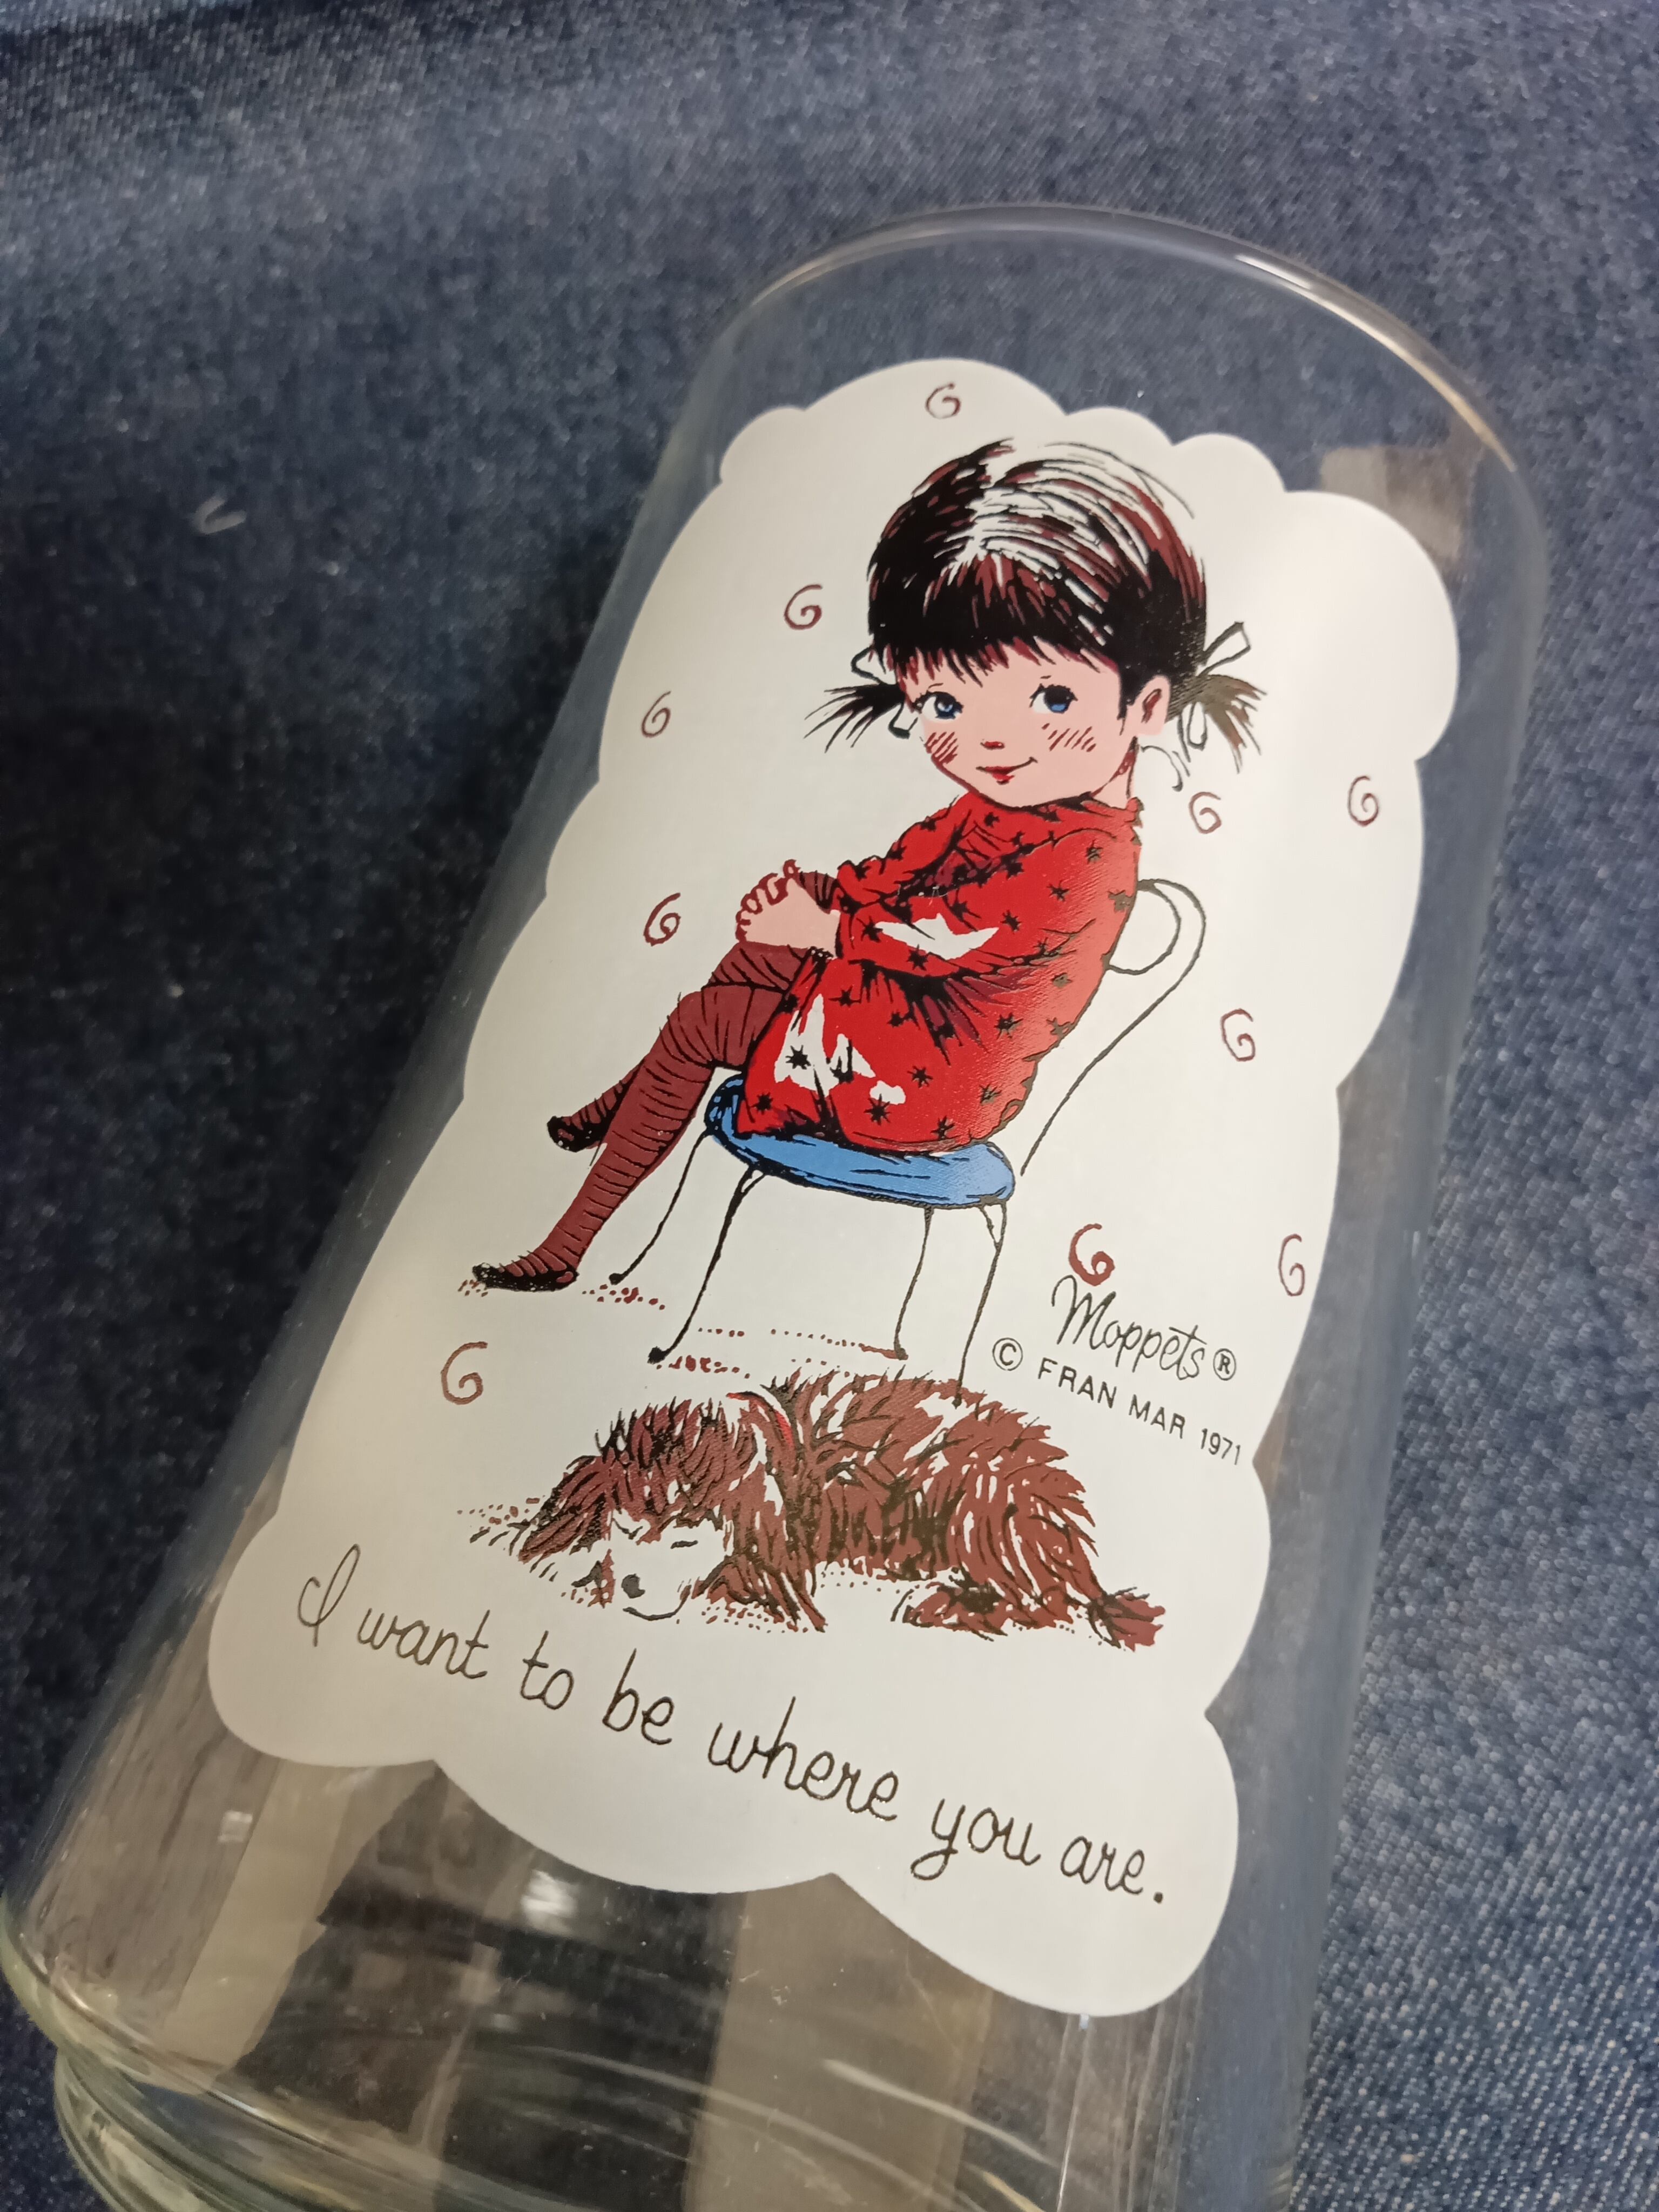 Moppets®
© FRAN MAR 1971
I want to be where you are.